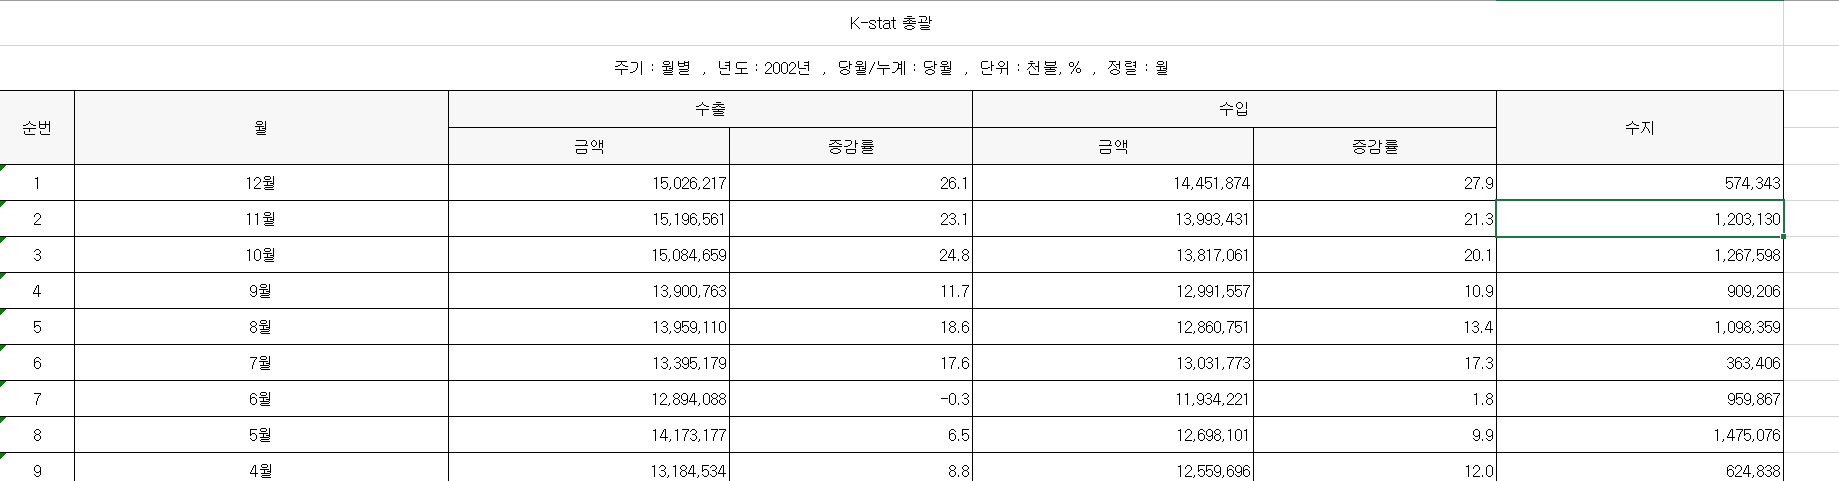 K-stat 총괄
주기 : 월별 , 년도 : 2002년 , 당월/누계 : 당월 , 단위 : 천불, % , 정렬 : 월
순번 월 수출 수입 수지
금액 증감률 금액 증감률
1 12월 15,026,217 26.1 14,451,874 27.9 574,343
2 11월 15,196,561 23.1 13,993,431 21.3 1,203,130
3 10월 15,084,659 24.8 13,817,061 20.1 1,267,598
4 9월 13,900,763 11.7 12,991,557 10.9 909,206
5 8월 13,959,110 18.6 12,860,751 13.4 1,098,359
6 7월 13,395,179 17.6 13,031,773 17.3 363,406
7 6월 12,894,088 -0.3 11,934,221 1.8 959,867
8 5월 14,173,177 6.5 12,698,101 9.9 1,475,076
9 4월 13,184,534 8.8 12,559,696 12.0 624,838